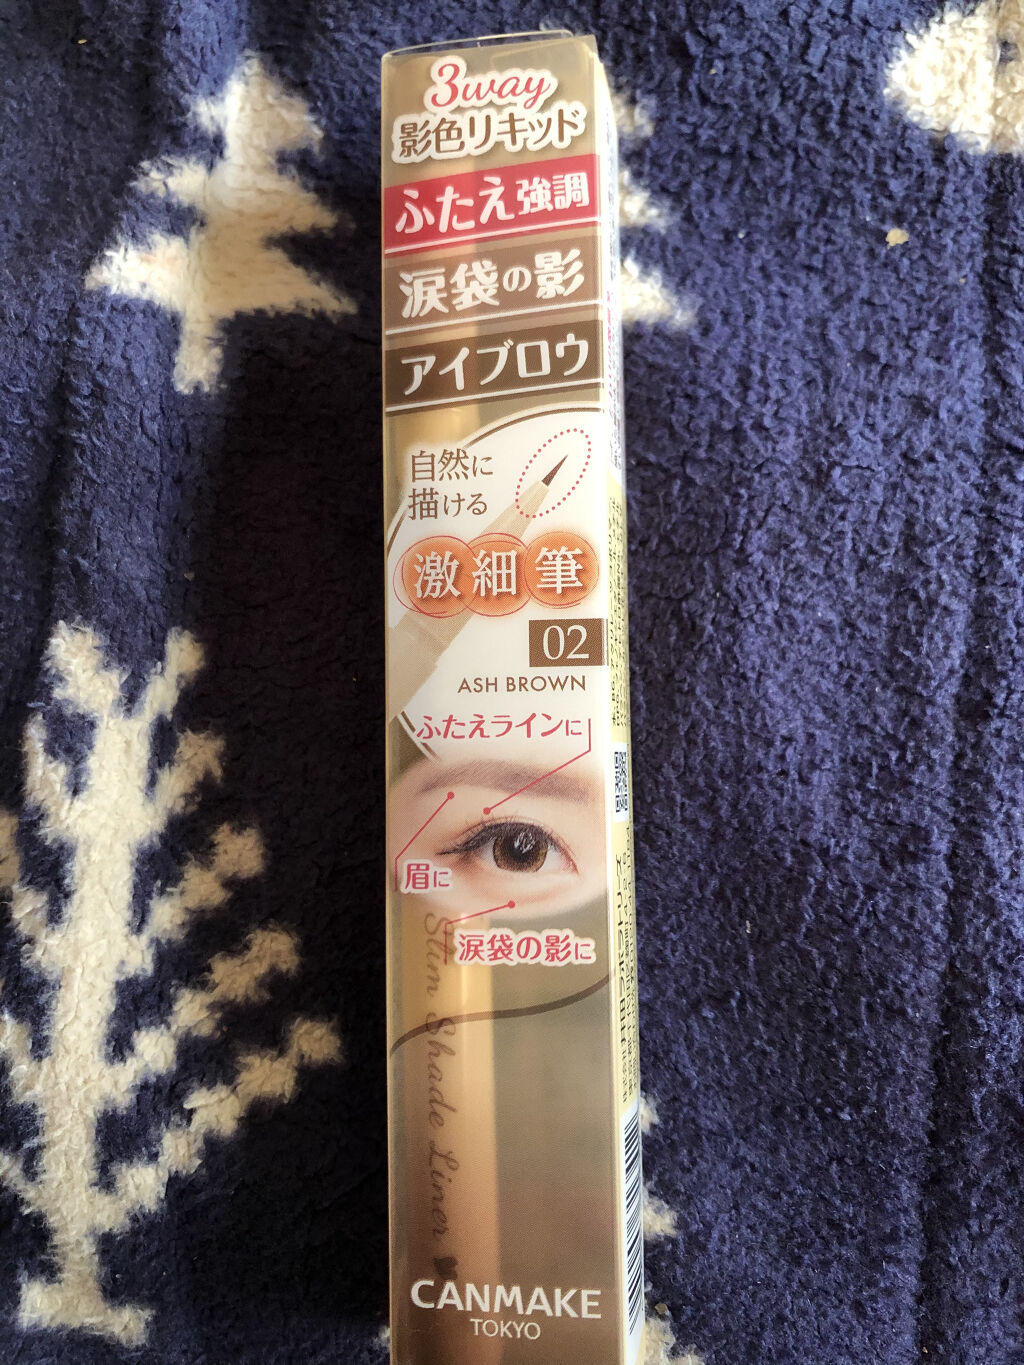 3way
影色リキッド
ふたえ強調
涙袋の影
アイブロウ
自然に
描ける
激細筆
02
ASH BROWN
ふたえラインに
眉に
涙袋の影に
Slim Shade Liner
CANMAKE
TOKYO